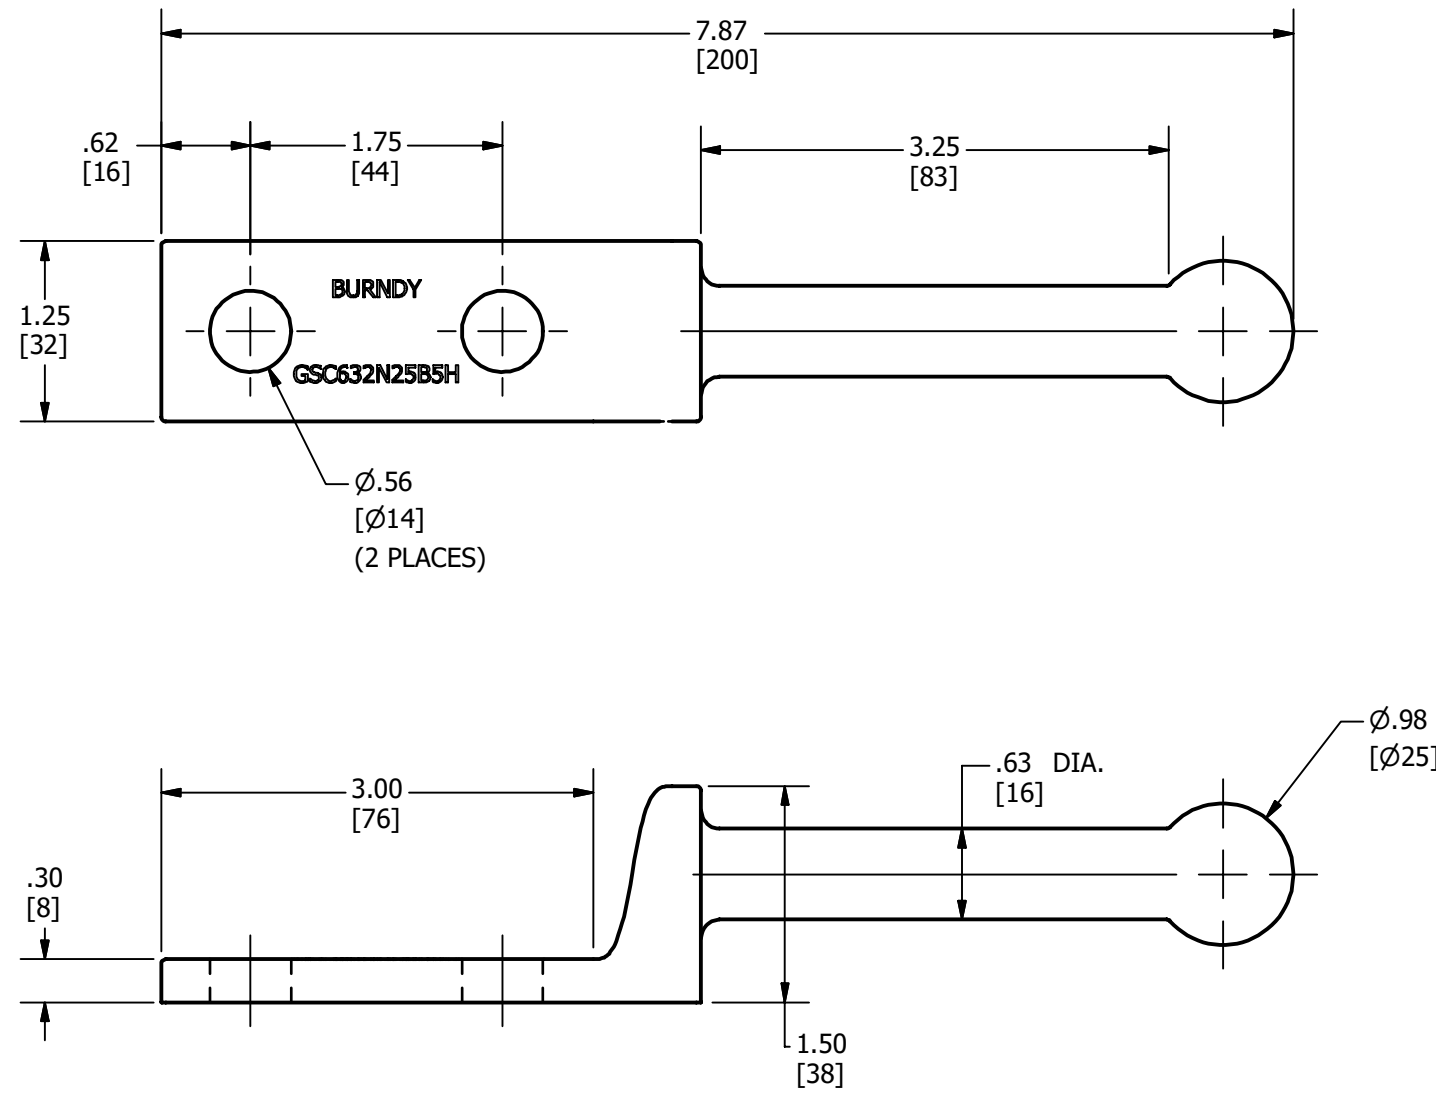 7.87
[200]
.62
[16]
1.75
[44]
3.25
[83]
1.25
[32]
BURNDY
GSC632N25B5H
Ø.56
[Ø14]
(2 PLACES)
Ø.98
[Ø25]
.63 DIA.
[16]
3.00
[76]
.30
[8]
1.50
[38]